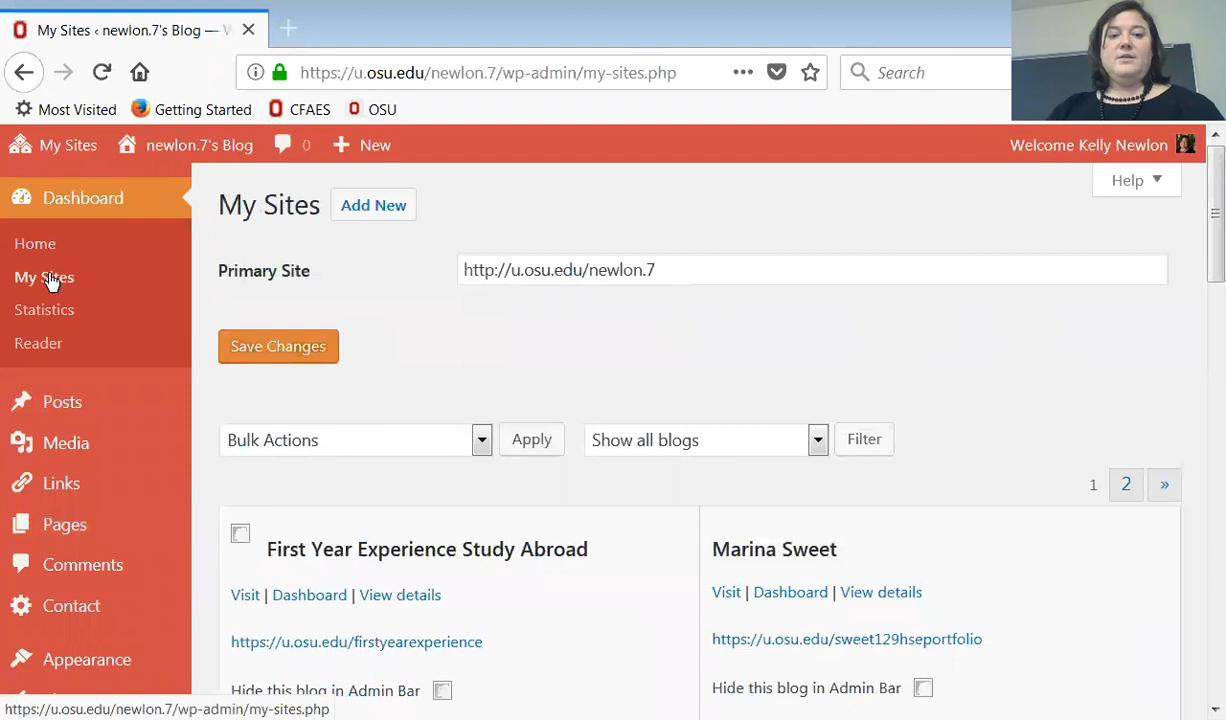 My Sites ‹ newlon.7's Blog —
https://u.osu.edu/newlon.7/wp-admin/my-sites.php
Search
Most Visited
Getting Started
CFAES
OSU
My Sites
newlon.7's Blog
0
New
Welcome Kelly Newlon
Dashboard
Home
My Sites
Statistics
Reader
Posts
Media
Links
Pages
Comments
Contact
Appearance
Help
My Sites
Add New
Primary Site
http://u.osu.edu/newlon.7
Save Changes
Bulk Actions
Apply
Show all blogs
Filter
1
2
»
First Year Experience Study Abroad
Visit | Dashboard | View details
https://u.osu.edu/firstyearexperience
Hide this blog in Admin Bar
Marina Sweet
Visit | Dashboard | View details
https://u.osu.edu/sweet129hseportfolio
Hide this blog in Admin Bar
https://u.osu.edu/newlon.7/wp-admin/my-sites.php